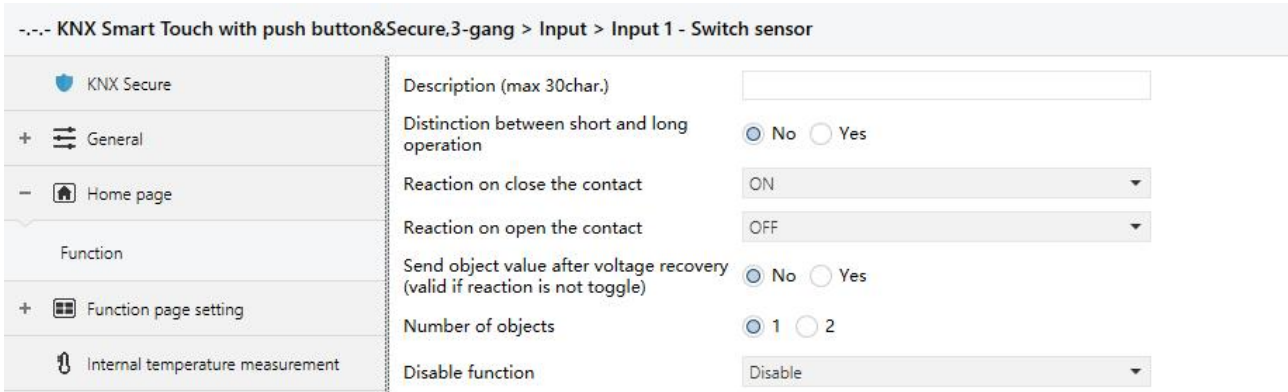 -.-.- KNX Smart Touch with push button&Secure,3-gang > Input > Input 1 - Switch sensor
KNX Secure
+ General
− Home page
Function
+ Function page setting
Internal temperature measurement
Description (max 30char.)
Distinction between short and long
operation
No Yes
Reaction on close the contact
ON
Reaction on open the contact
OFF
Send object value after voltage recovery
(valid if reaction is not toggle)
No Yes
Number of objects
1 2
Disable function
Disable